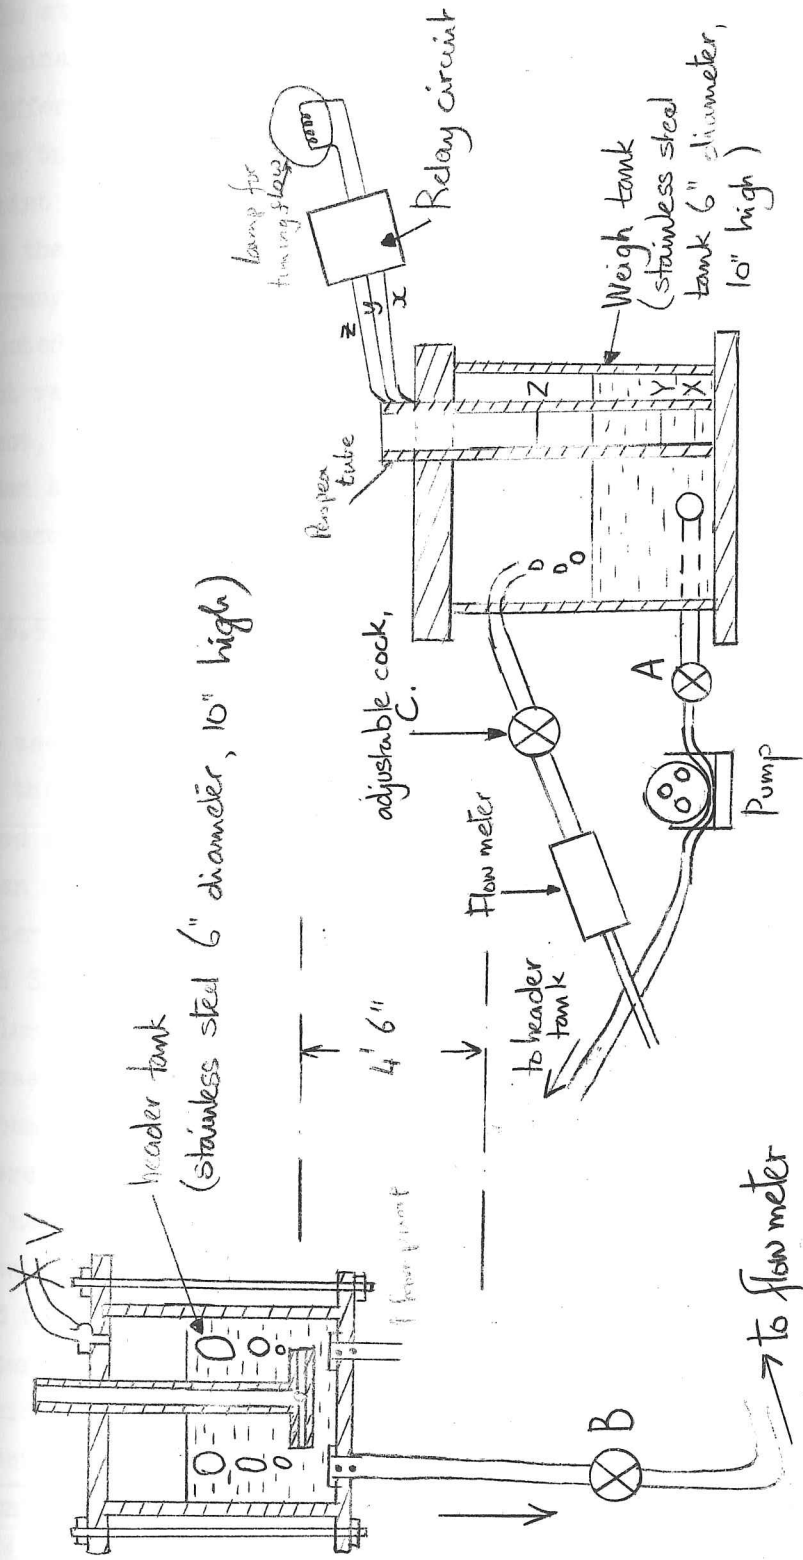 V
header tank
(stainless steel 6" diameter, 10" high)
4' 6"
from pump
B
to flow meter
Lamp for
timing flow
Relay circuit
z
y
x
Perspex
tube
Weigh tank
(stainless steel
tank 6" diameter,
10" high)
Z
Y
X
adjustable cock,
C.
Flow meter
to header
tank
A
Pump